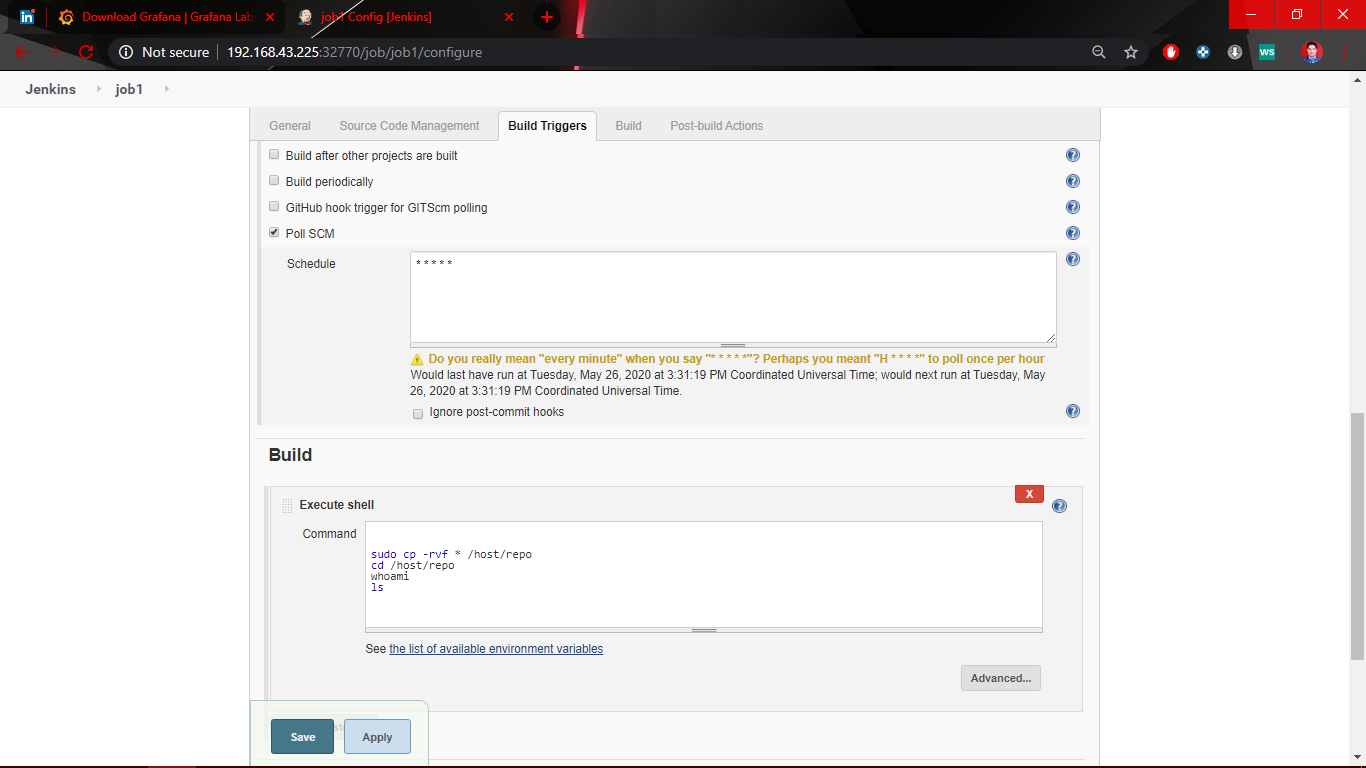 Download Grafana | Grafana Lab
job1 Config [Jenkins]
Not secure | 192.168.43.225:32770/job/job1/configure
ws
Jenkins
job1
General
Source Code Management
Build Triggers
Build
Post-build Actions
Build after other projects are built
Build periodically
GitHub hook trigger for GITScm polling
Poll SCM
Schedule
* * * * *
Do you really mean "every minute" when you say "* * * * *"? Perhaps you meant "H * * * *" to poll once per hour
Would last have run at Tuesday, May 26, 2020 at 3:31:19 PM Coordinated Universal Time; would next run at Tuesday, May
26, 2020 at 3:31:19 PM Coordinated Universal Time.
Ignore post-commit hooks
Build
X
Execute shell
Command
sudo cp -rvf * /host/repo
cd /host/repo
whoami
ls
See the list of available environment variables
Advanced...
Save
Apply